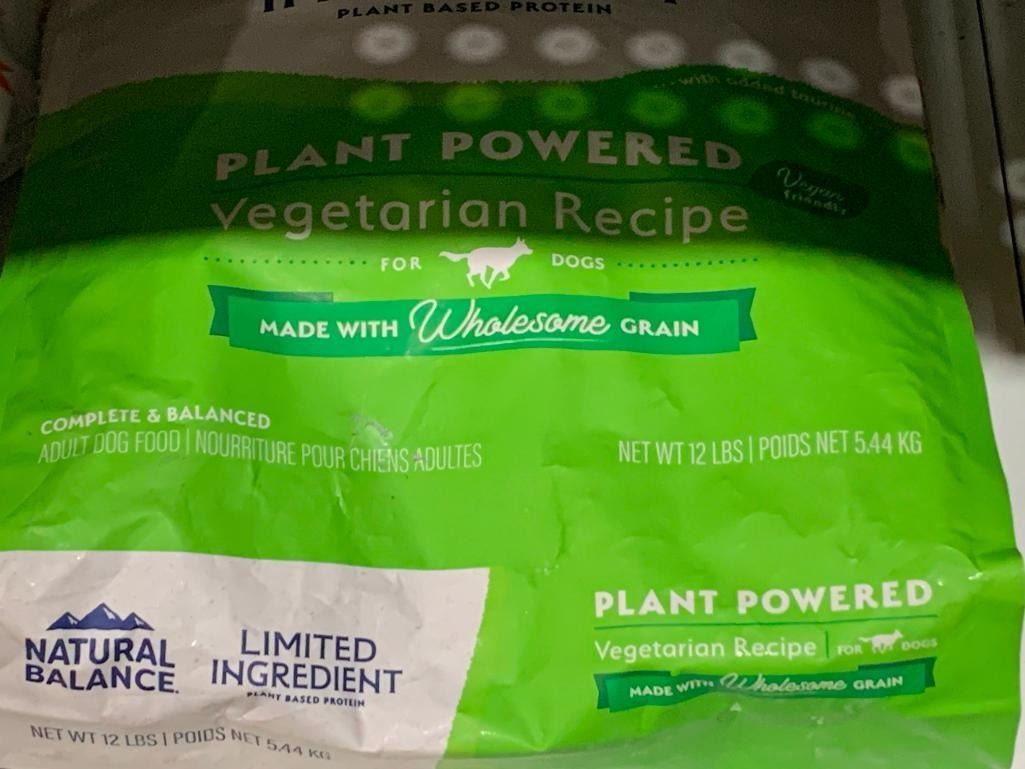 PLANT BASED PROTEIN
...with added taurine
PLANT POWERED
Vegan
friendly
Vegetarian Recipe
FOR DOGS
MADE WITH Wholesome GRAIN
COMPLETE & BALANCED
ADULT DOG FOOD | NOURRITURE POUR CHIENS ADULTES
NET WT 12 LBS | POIDS NET 5.44 KG
PLANT POWERED
Vegetarian Recipe | FOR DOGS
MADE WITH Wholesome GRAIN
NATURAL
BALANCE.
LIMITED
INGREDIENT
PLANT BASED PROTEIN
NET WT 12 LBS | POIDS NET 5.44 KG